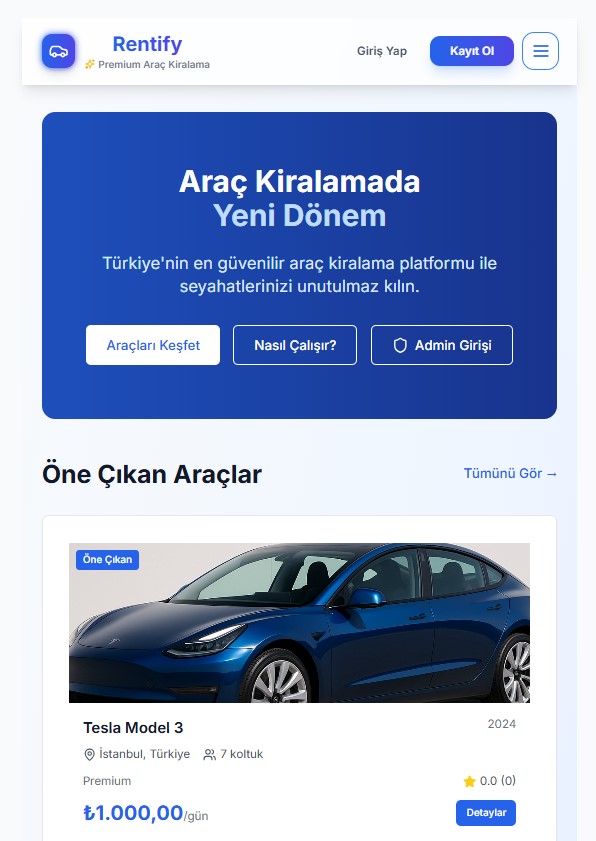 Rentify
✨ Premium Araç Kiralama
Giriş Yap
Kayıt Ol
Araç Kiralamada
Yeni Dönem
Türkiye'nin en güvenilir araç kiralama platformu ile
seyahatlerinizi unutulmaz kılın.
Araçları Keşfet
Nasıl Çalışır?
Admin Girişi
Öne Çıkan Araçlar
Tümünü Gör →
Öne Çıkan
Tesla Model 3
2024
İstanbul, Türkiye
7 koltuk
Premium
0.0 (0)
₺1.000,00/gün
Detaylar